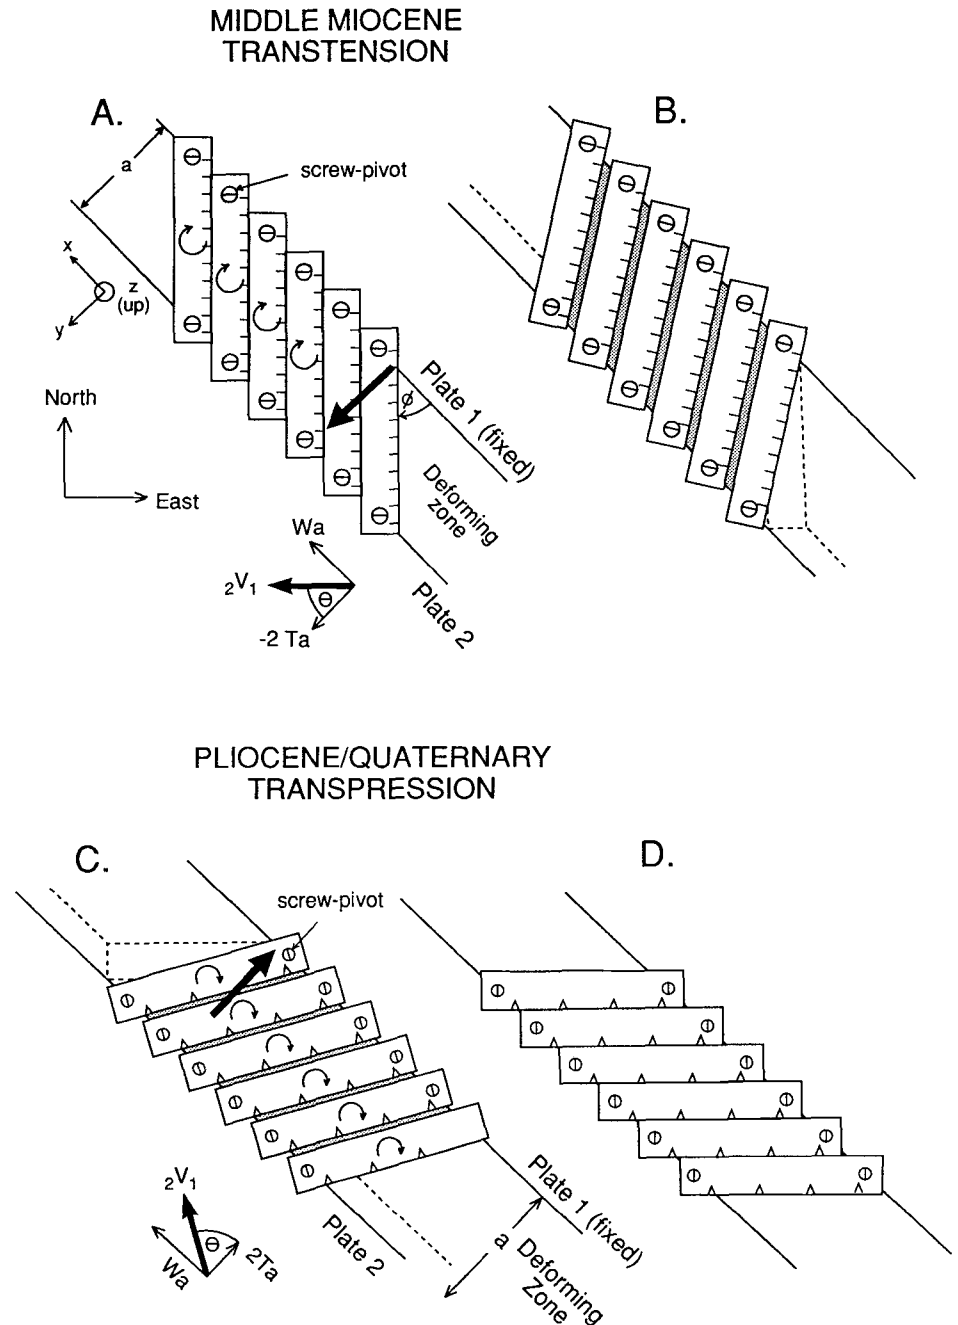 MIDDLE MIOCENE
TRANSTENSION
A.
B.
a
screw-pivot
x
z
(up)
y
North
East
ϕ
Plate 1 (fixed)
Deforming
zone
Plate 2
Wa
₂V₁
Θ
-2 Ta
PLIOCENE/QUATERNARY
TRANSPRESSION
C.
D.
screw-pivot
₂V₁
Θ
Wa
2Ta
Plate 2
Plate 1 (fixed)
a
Deforming
Zone